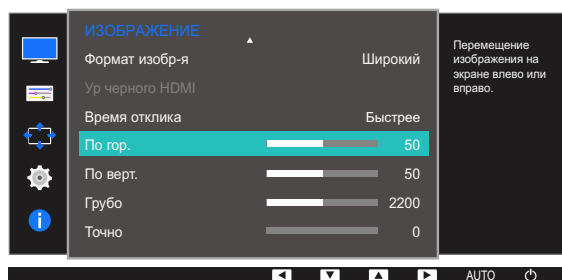 ИЗОБРАЖЕНИЕ
Формат изобр-я Широкий
Ур черного HDMI
Время отклика Быстрее
По гор. 50
По верт. 50
Грубо 2200
Точно 0
Перемещение
изображения на
экране влево или
вправо.
AUTO